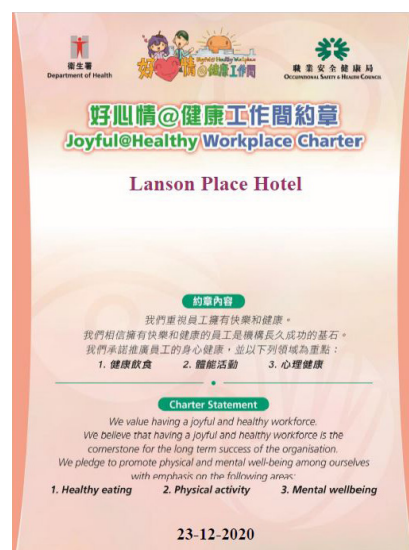 衞生署
Department of Health
Joyful@Healthy Workplace
好心情@健康工作間
職業安全健康局
OCCUPATIONAL SAFETY & HEALTH COUNCIL
好心情@健康工作間約章
Joyful@Healthy Workplace Charter
Lanson Place Hotel
約章內容
我們重視員工擁有快樂和健康。
我們相信擁有快樂和健康的員工是機構長久成功的基石。
我們承諾推廣員工的身心健康，並以下列領域為重點：
1. 健康飲食 2. 體能活動 3. 心理健康
Charter Statement
We value having a joyful and healthy workforce.
We believe that having a joyful and healthy workforce is the
cornerstone for the long term success of the organisation.
We pledge to promote physical and mental well-being among ourselves
with emphasis on the following areas:
1. Healthy eating 2. Physical activity 3. Mental wellbeing
23-12-2020